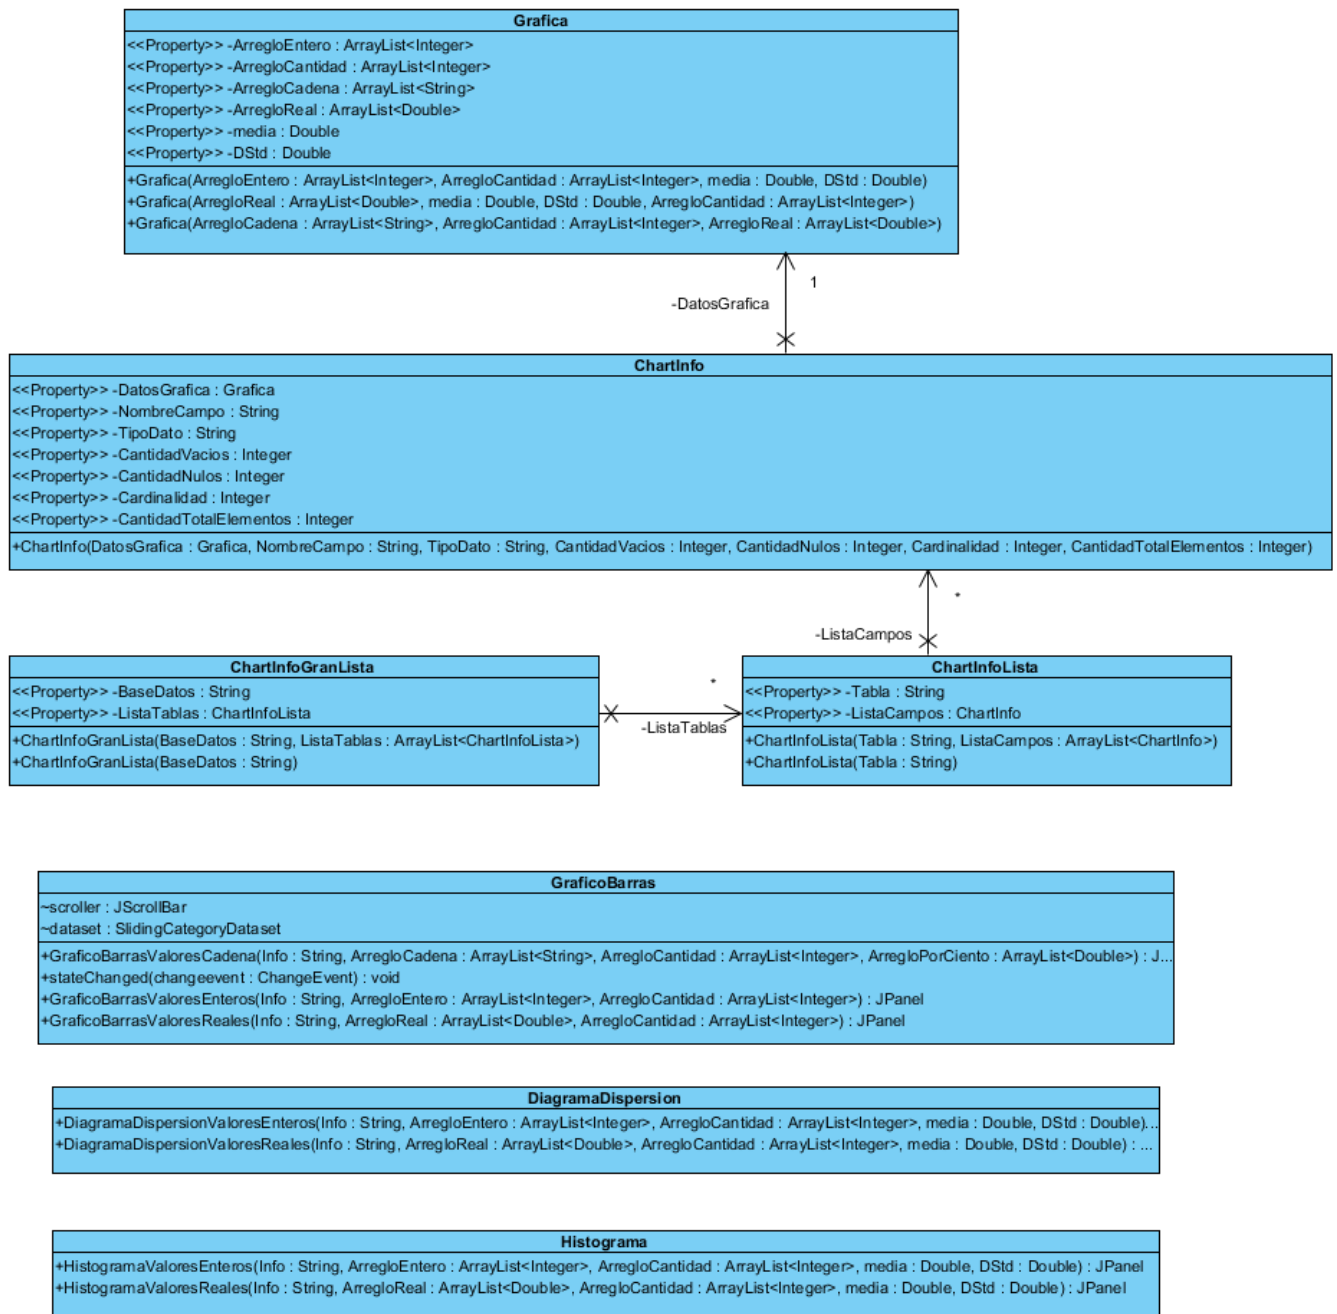 Grafica
<<Property>> -ArregloEntero : ArrayList<Integer>
<<Property>> -ArregloCantidad : ArrayList<Integer>
<<Property>> -ArregloCadena : ArrayList<String>
<<Property>> -ArregloReal : ArrayList<Double>
<<Property>> -media : Double
<<Property>> -DStd : Double
+Grafica(ArregloEntero : ArrayList<Integer>, ArregloCantidad : ArrayList<Integer>, media : Double, DStd : Double)
+Grafica(ArregloReal : ArrayList<Double>, media : Double, DStd : Double, ArregloCantidad : ArrayList<Integer>)
+Grafica(ArregloCadena : ArrayList<String>, ArregloCantidad : ArrayList<Integer>, ArregloReal : ArrayList<Double>)
1
-DatosGrafica
ChartInfo
<<Property>> -DatosGrafica : Grafica
<<Property>> -NombreCampo : String
<<Property>> -TipoDato : String
<<Property>> -CantidadVacios : Integer
<<Property>> -CantidadNulos : Integer
<<Property>> -Cardinalidad : Integer
<<Property>> -CantidadTotalElementos : Integer
+ChartInfo(DatosGrafica : Grafica, NombreCampo : String, TipoDato : String, CantidadVacios : Integer, CantidadNulos : Integer, Cardinalidad : Integer, CantidadTotalElementos : Integer)
*
-ListaCampos
ChartInfoGranLista
<<Property>> -BaseDatos : String
<<Property>> -ListaTablas : ChartInfoLista
+ChartInfoGranLista(BaseDatos : String, ListaTablas : ArrayList<ChartInfoLista>)
+ChartInfoGranLista(BaseDatos : String)
*
-ListaTablas
ChartInfoLista
<<Property>> -Tabla : String
<<Property>> -ListaCampos : ChartInfo
+ChartInfoLista(Tabla : String, ListaCampos : ArrayList<ChartInfo>)
+ChartInfoLista(Tabla : String)
GraficoBarras
~scroller : JScrollBar
~dataset : SlidingCategoryDataset
+GraficoBarrasValoresCadena(Info : String, ArregloCadena : ArrayList<String>, ArregloCantidad : ArrayList<Integer>, ArregloPorCiento : ArrayList<Double>) : J...
+stateChanged(changeevent : ChangeEvent) : void
+GraficoBarrasValoresEnteros(Info : String, ArregloEntero : ArrayList<Integer>, ArregloCantidad : ArrayList<Integer>) : JPanel
+GraficoBarrasValoresReales(Info : String, ArregloReal : ArrayList<Double>, ArregloCantidad : ArrayList<Integer>) : JPanel
DiagramaDispersion
+DiagramaDispersionValoresEnteros(Info : String, ArregloEntero : ArrayList<Integer>, ArregloCantidad : ArrayList<Integer>, media : Double, DStd : Double)...
+DiagramaDispersionValoresReales(Info : String, ArregloReal : ArrayList<Double>, ArregloCantidad : ArrayList<Integer>, media : Double, DStd : Double) : ...
Histograma
+HistogramaValoresEnteros(Info : String, ArregloEntero : ArrayList<Integer>, ArregloCantidad : ArrayList<Integer>, media : Double, DStd : Double) : JPanel
+HistogramaValoresReales(Info : String, ArregloReal : ArrayList<Double>, ArregloCantidad : ArrayList<Integer>, media : Double, DStd : Double) : JPanel